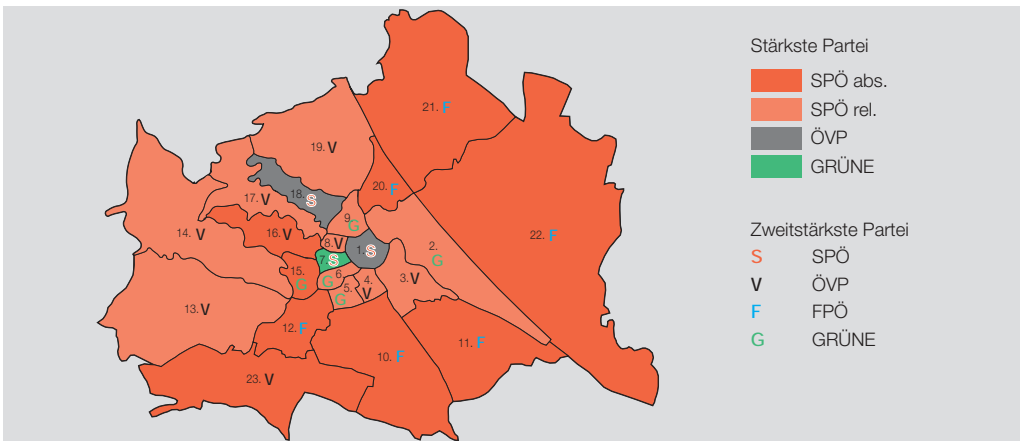 Stärkste Partei
SPÖ abs.
SPÖ rel.
ÖVP
GRÜNE
Zweitstärkste Partei
S SPÖ
V ÖVP
F FPÖ
G GRÜNE
21. F
19. V
20. F
18. S
17. V
9. G
14. V
16. V
8. V
1. S
2. G
22. F
7. S
15. G
6. G
3. V
4. V
5. G
13. V
12. F
11. F
10. F
23. V